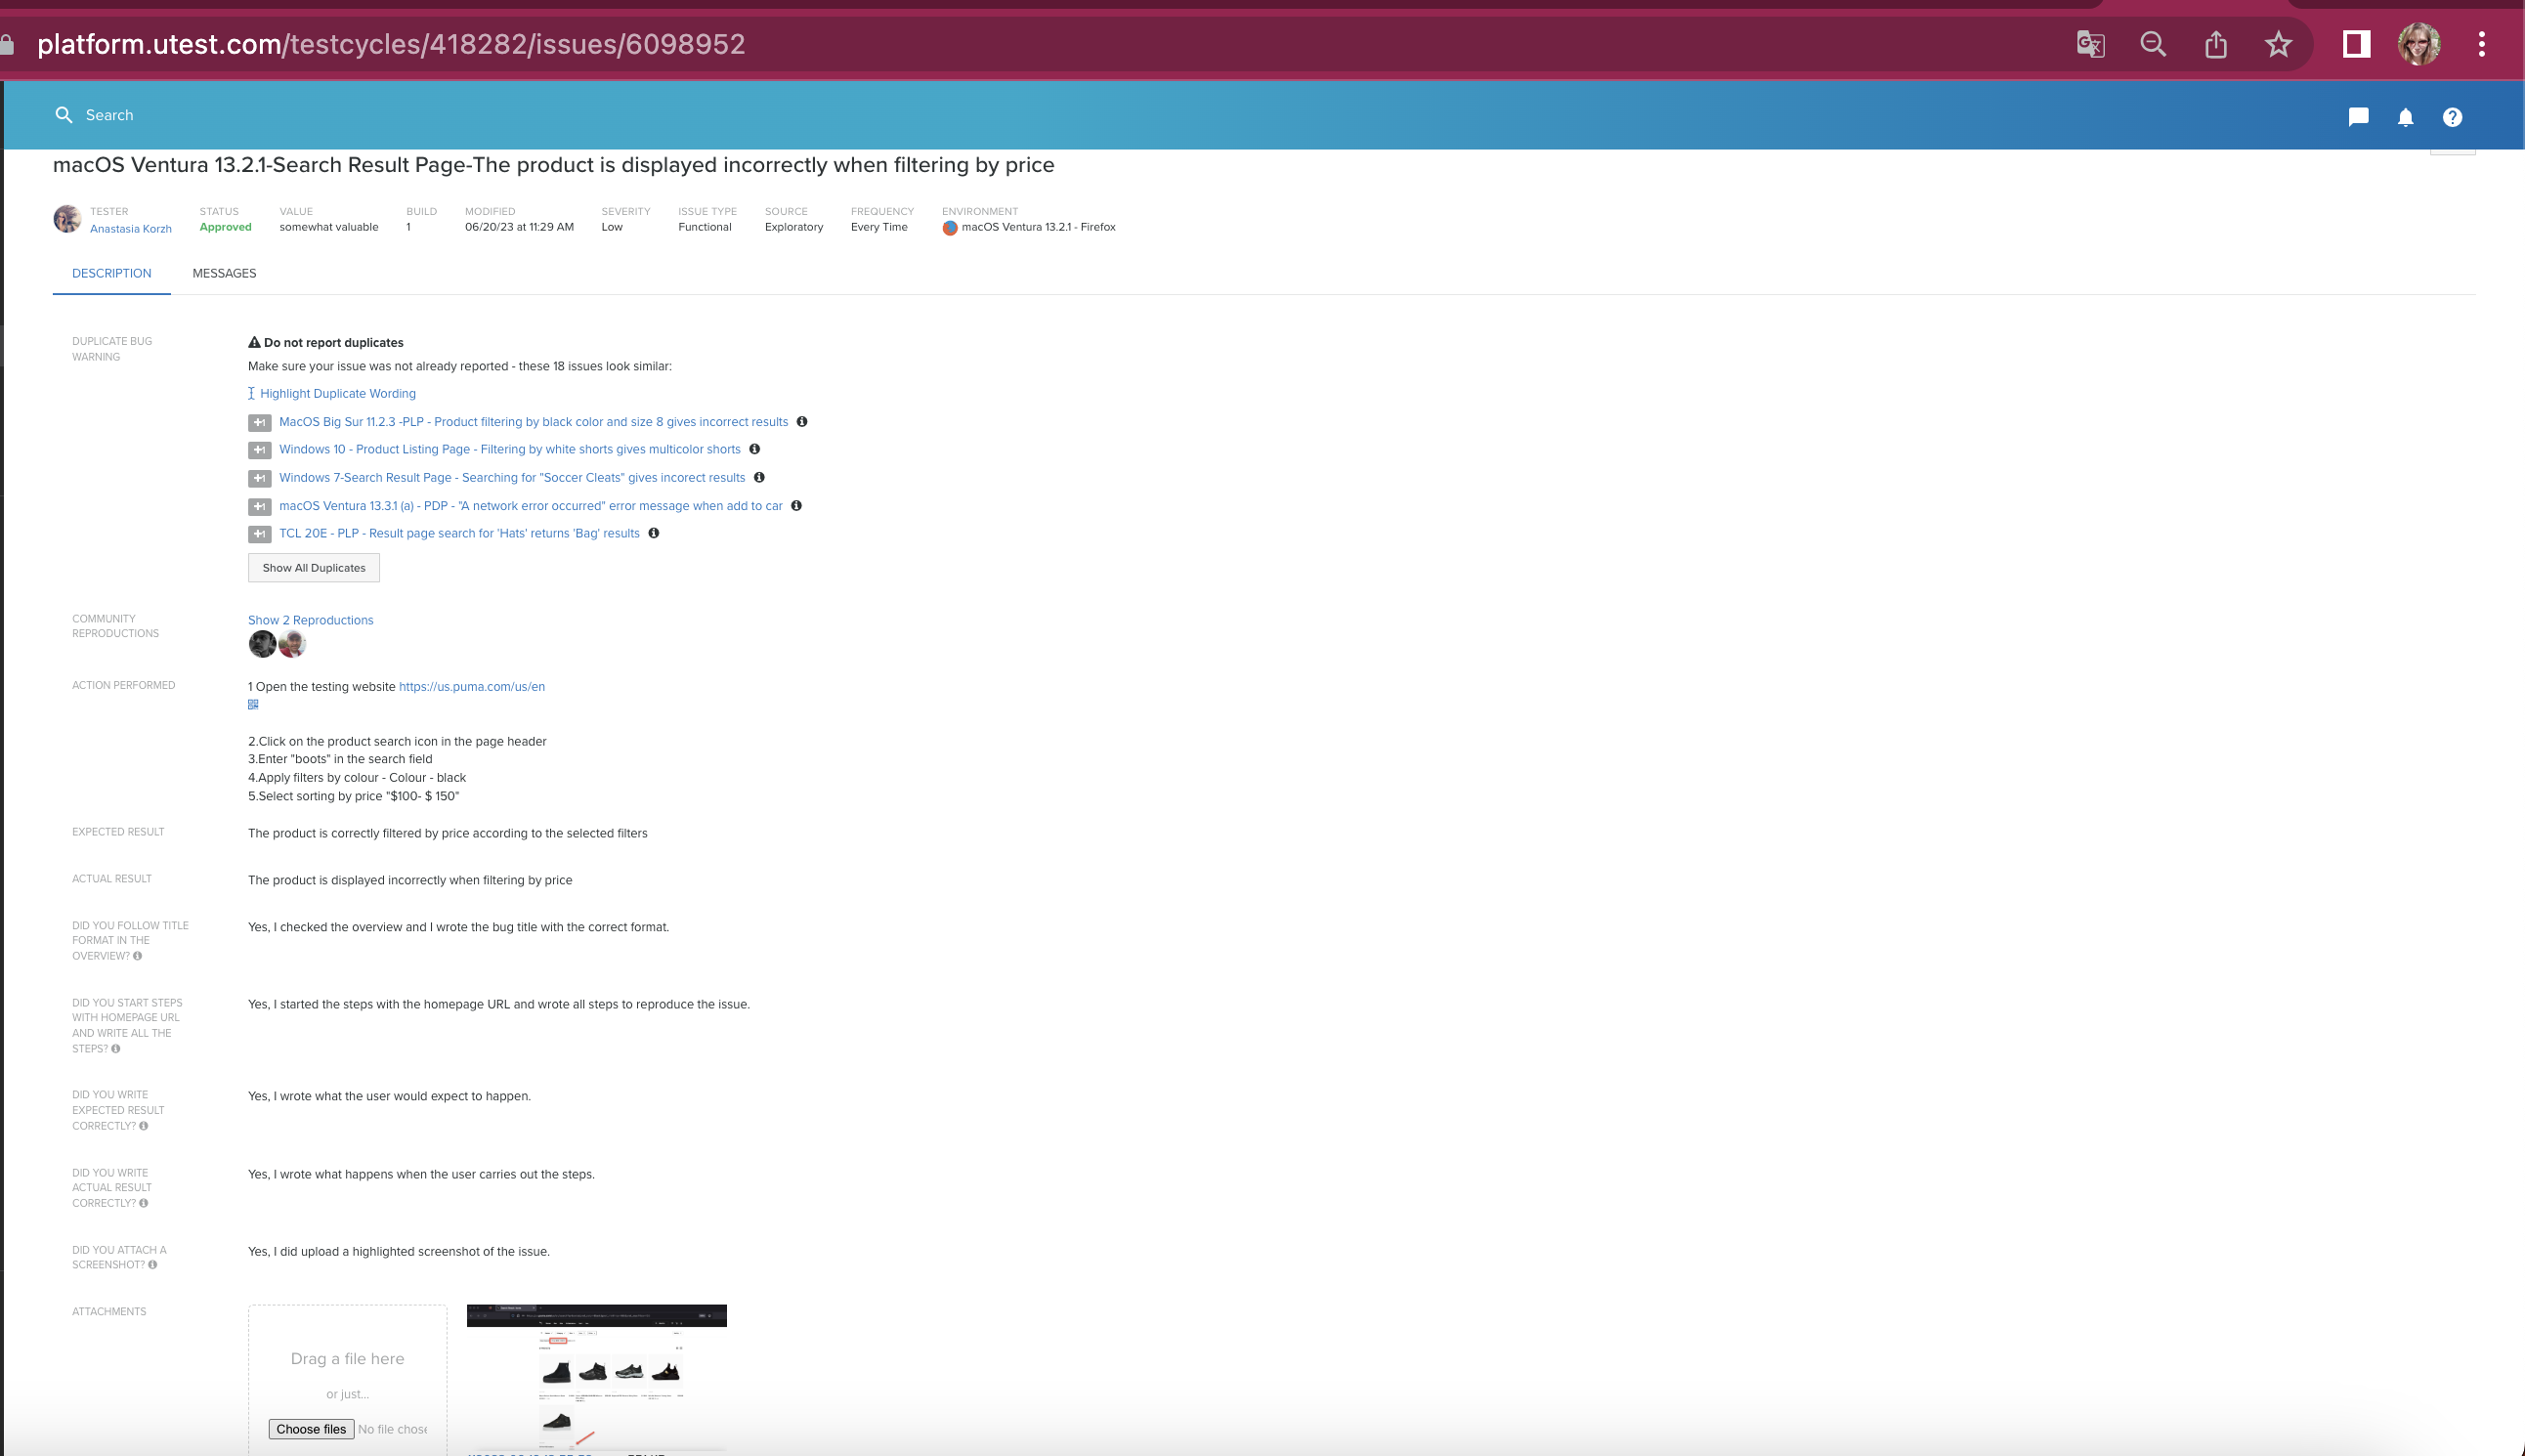 platform.utest.com/testcycles/418282/issues/6098952
Search
macOS Ventura 13.2.1-Search Result Page-The product is displayed incorrectly when filtering by price
TESTER
Anastasia Korzh
STATUS
Approved
VALUE
somewhat valuable
BUILD
1
MODIFIED
06/20/23 at 11:29 AM
SEVERITY
Low
ISSUE TYPE
Functional
SOURCE
Exploratory
FREQUENCY
Every Time
ENVIRONMENT
macOS Ventura 13.2.1 - Firefox
DESCRIPTION
MESSAGES
DUPLICATE BUG
WARNING
Do not report duplicates
Make sure your issue was not already reported - these 18 issues look similar:
Highlight Duplicate Wording
+1 MacOS Big Sur 11.2.3 -PLP - Product filtering by black color and size 8 gives incorrect results
+1 Windows 10 - Product Listing Page - Filtering by white shorts gives multicolor shorts
+1 Windows 7-Search Result Page - Searching for "Soccer Cleats" gives incorect results
+1 macOS Ventura 13.3.1 (a) - PDP - "A network error occurred" error message when add to car
+1 TCL 20E - PLP - Result page search for 'Hats' returns 'Bag' results
Show All Duplicates
COMMUNITY
REPRODUCTIONS
Show 2 Reproductions
ACTION PERFORMED
1 Open the testing website https://us.puma.com/us/en
2.Click on the product search icon in the page header
3.Enter "boots" in the search field
4.Apply filters by colour - Colour - black
5.Select sorting by price "$100- $ 150"
EXPECTED RESULT
The product is correctly filtered by price according to the selected filters
ACTUAL RESULT
The product is displayed incorrectly when filtering by price
DID YOU FOLLOW TITLE
FORMAT IN THE
OVERVIEW?
Yes, I checked the overview and I wrote the bug title with the correct format.
DID YOU START STEPS
WITH HOMEPAGE URL
AND WRITE ALL THE
STEPS?
Yes, I started the steps with the homepage URL and wrote all steps to reproduce the issue.
DID YOU WRITE
EXPECTED RESULT
CORRECTLY?
Yes, I wrote what the user would expect to happen.
DID YOU WRITE
ACTUAL RESULT
CORRECTLY?
Yes, I wrote what happens when the user carries out the steps.
DID YOU ATTACH A
SCREENSHOT?
Yes, I did upload a highlighted screenshot of the issue.
ATTACHMENTS
Drag a file here
or just...
Choose files No file chose